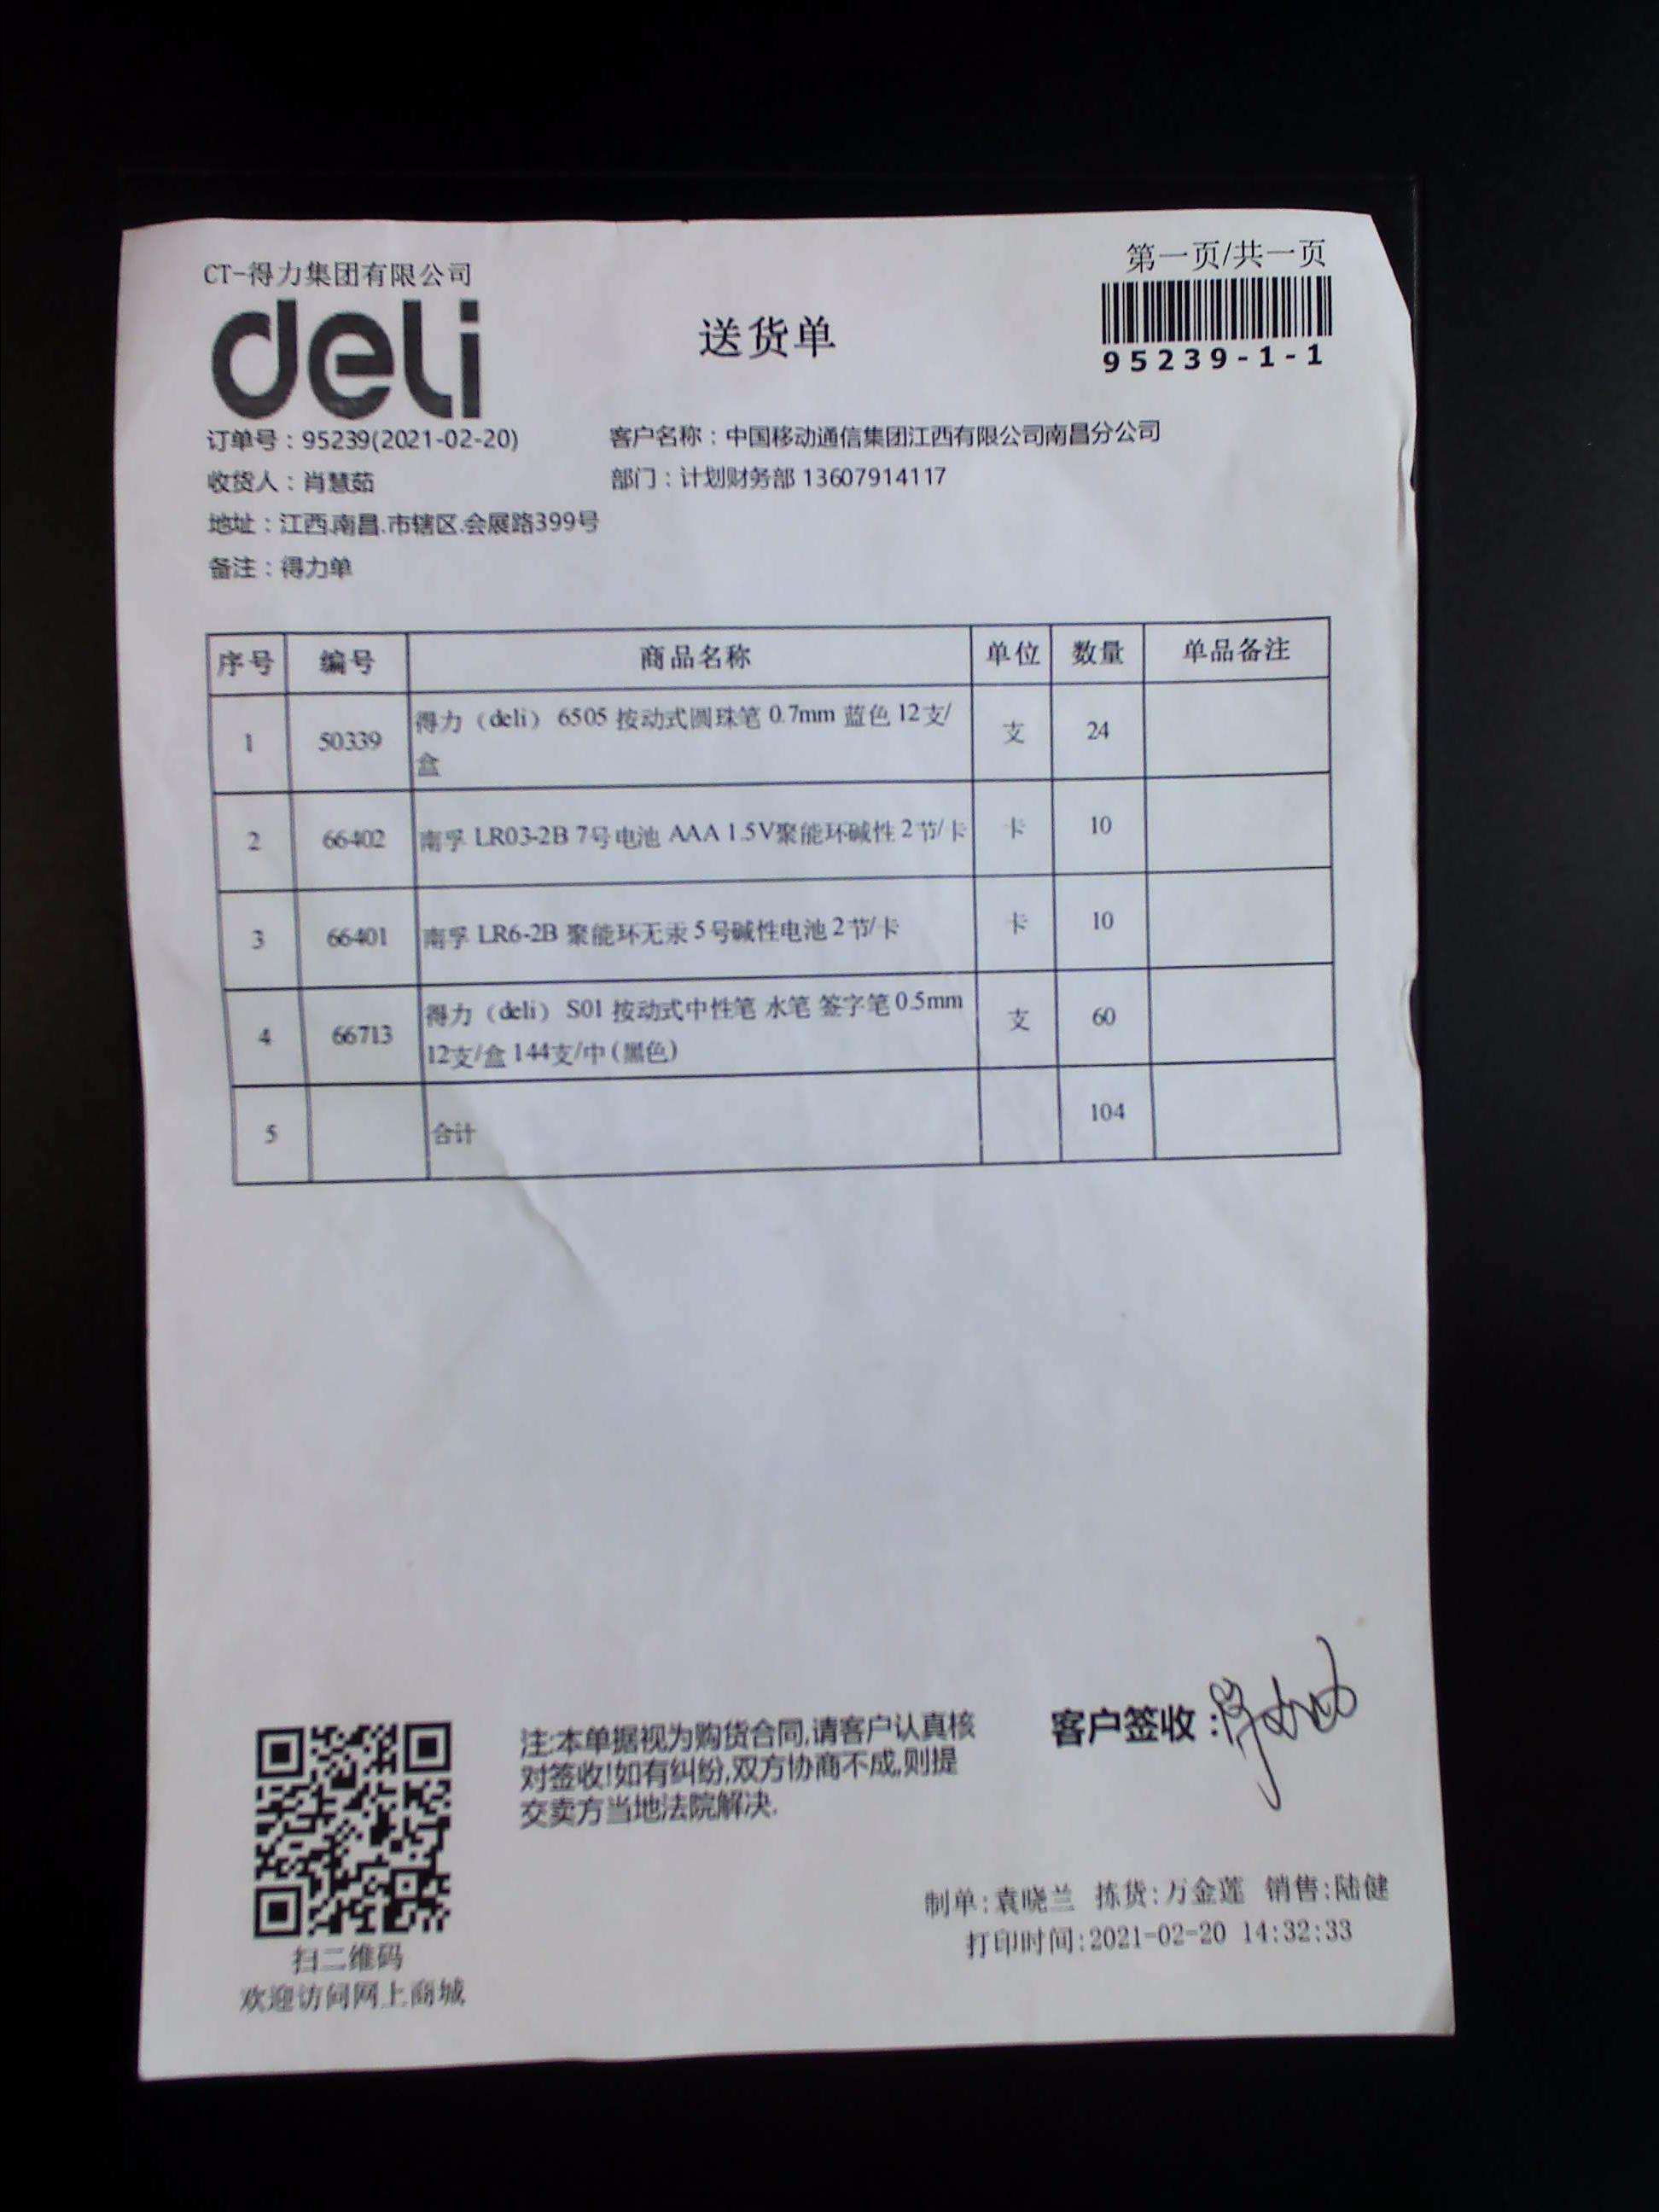 CT-得力集团有限公司
第一页/共一页
deli
送货单
95239-1-1
订单号：95239(2021-02-20)
客户名称：中国移动通信集团江西有限公司南昌分公司
收货人：肖慧茹
部门：计划财务部 13607914117
地址：江西.南昌.市辖区.会展路399号
备注：得力单
序号 编号 商品名称 单位 数量 单品备注
1 50339 得力（deli） 6505 按动式圆珠笔 0.7mm 蓝色 12支/
盒 支 24
2 66402 南孚 LR03-2B 7号电池 AAA 1.5V聚能环碱性 2节/卡 卡 10
3 66401 南孚 LR6-2B 聚能环无汞 5号碱性电池 2节/卡 卡 10
4 66713 得力（deli） S01 按动式中性笔 水笔 签字笔 0.5mm
12支/盒 144支/中 (黑色) 支 60
5 合计 104
注:本单据视为购货合同,请客户认真核
对签收!如有纠纷,双方协商不成,则提
交卖方当地法院解决.
客户签收：
制单:袁晓兰 拣货:万金莲 销售:陆健
打印时间:2021-02-20 14:32:33
扫二维码
欢迎访问网上商城